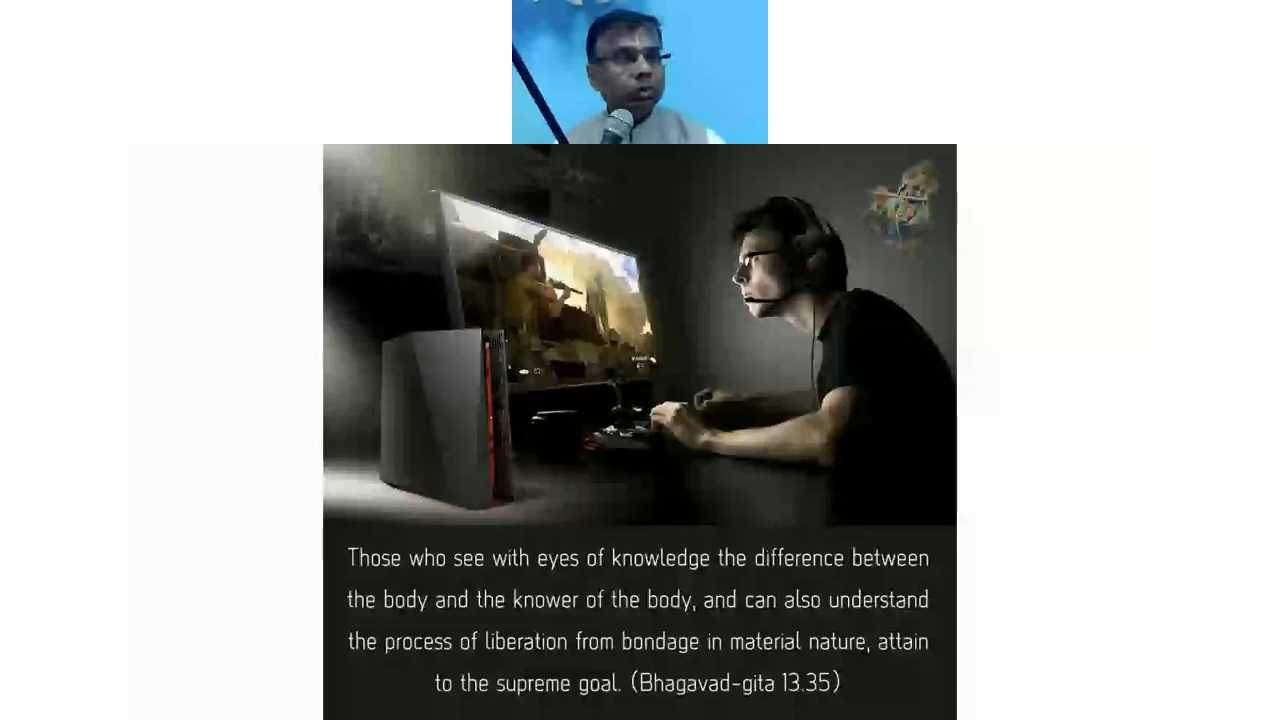 Those who see with eyes of knowledge the difference between
the body and the knower of the body, and can also understand
the process of liberation from bondage in material nature, attain
to the supreme goal. (Bhagavad-gita 13.35)